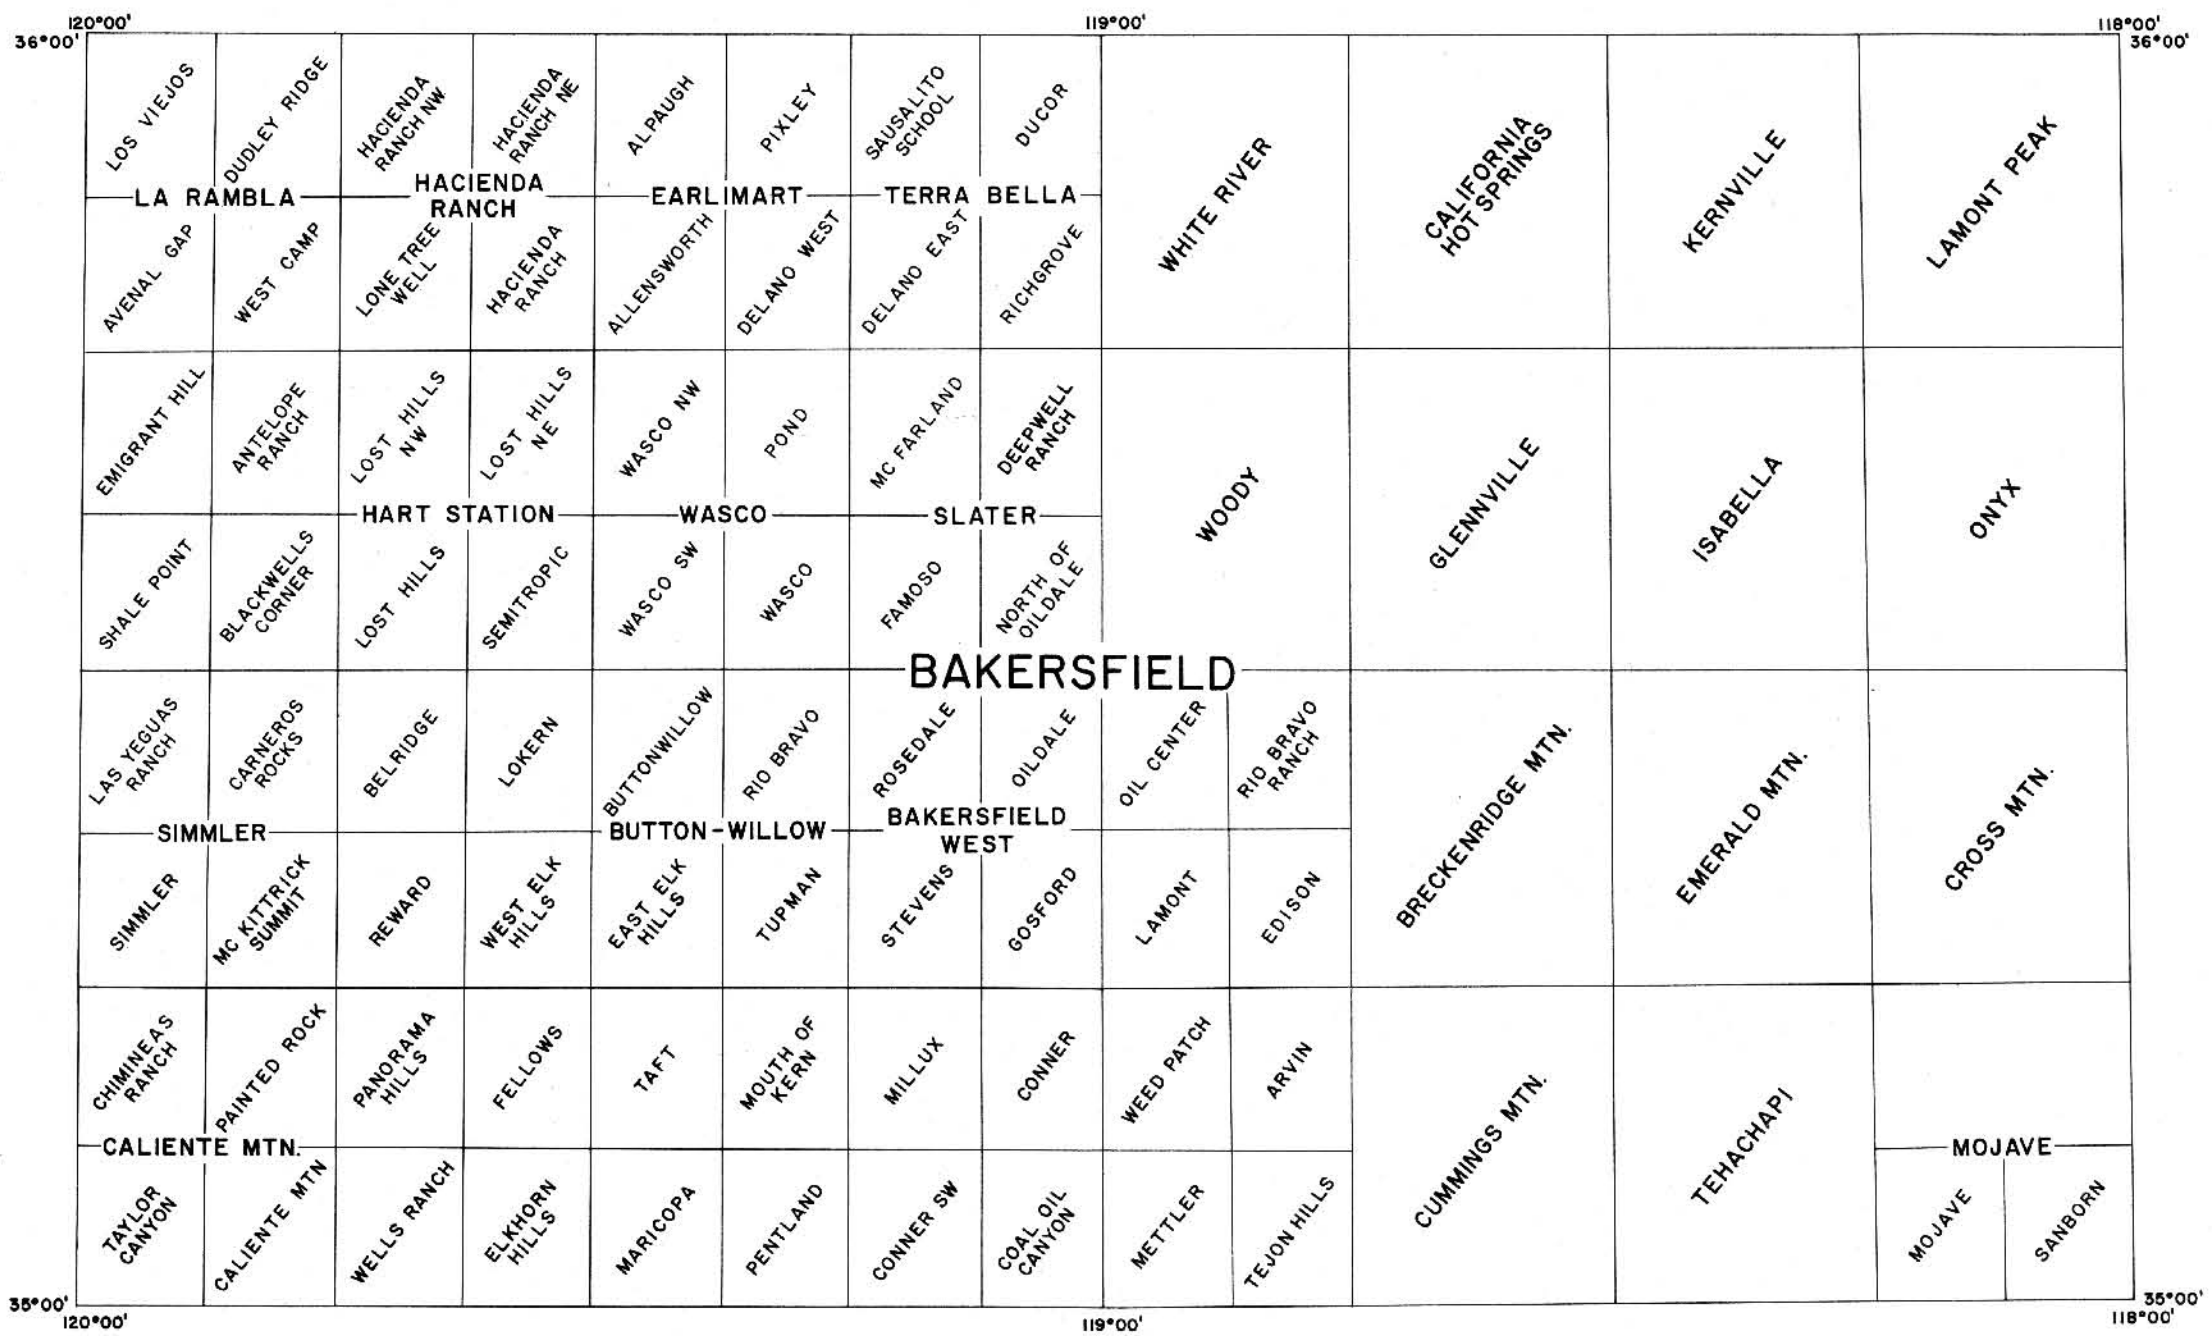 120°00'
119°00'
118°00'
36°00'
36°00'
LOS VIEJOS
DUDLEY RIDGE
HACIENDA
RANCH NW
HACIENDA
RANCH NE
ALPAUGH
PIXLEY
SAUSALITO
SCHOOL
DUCOR
WHITE RIVER
CALIFORNIA
HOT SPRINGS
KERNVILLE
LAMONT PEAK
LA RAMBLA
HACIENDA
RANCH
EARLIMART
TERRA BELLA
AVENAL GAP
WEST CAMP
LONE TREE
WELL
HACIENDA
RANCH
ALLENSWORTH
DELANO WEST
DELANO EAST
RICHGROVE
EMIGRANT HILL
ANTELOPE
RANCH
LOST HILLS
NW
LOST HILLS
NE
WASCO NW
POND
MC FARLAND
DEEPWELL
RANCH
WOODY
GLENNVILLE
ISABELLA
ONYX
HART STATION
WASCO
SLATER
SHALE POINT
BLACKWELLS
CORNER
LOST HILLS
SEMITROPIC
WASCO SW
WASCO
FAMOSO
NORTH OF
OILDALE
BAKERSFIELD
LAS YEGUAS
RANCH
CARNEROS
ROCKS
BELRIDGE
LOKERN
BUTTONWILLOW
RIO BRAVO
ROSEDALE
OILDALE
OIL CENTER
RIO BRAVO
RANCH
BRECKENRIDGE MTN.
EMERALD MTN.
CROSS MTN.
SIMMLER
BUTTON-WILLOW
BAKERSFIELD
WEST
SIMMLER
MC KITTRICK
SUMMIT
REWARD
WEST ELK
HILLS
EAST ELK
HILLS
TUPMAN
STEVENS
GOSFORD
LAMONT
EDISON
CHIMINEAS
RANCH
PAINTED ROCK
PANORAMA
HILLS
FELLOWS
TAFT
MOUTH OF
KERN
MILLUX
CONNER
WEED PATCH
ARVIN
CUMMINGS MTN.
TEHACHAPI
CALIENTE MTN.
MOJAVE
TAYLOR
CANYON
CALIENTE MTN
WELLS RANCH
ELKHORN
HILLS
MARICOPA
PENTLAND
CONNER SW
COAL OIL
CANYON
METTLER
TEJON HILLS
MOJAVE
SANBORN
35°00'
35°00'
120°00'
119°00'
118°00'